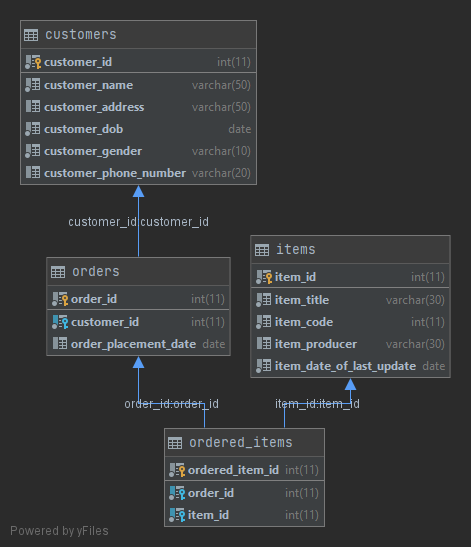 customers
customer_id int(11)
customer_name varchar(50)
customer_address varchar(50)
customer_dob date
customer_gender varchar(10)
customer_phone_number varchar(20)
customer_id:customer_id
orders
order_id int(11)
customer_id int(11)
order_placement_date date
items
item_id int(11)
item_title varchar(30)
item_code int(11)
item_producer varchar(30)
item_date_of_last_update date
order_id:order_id
item_id:item_id
ordered_items
ordered_item_id int(11)
order_id int(11)
item_id int(11)
Powered by yFiles